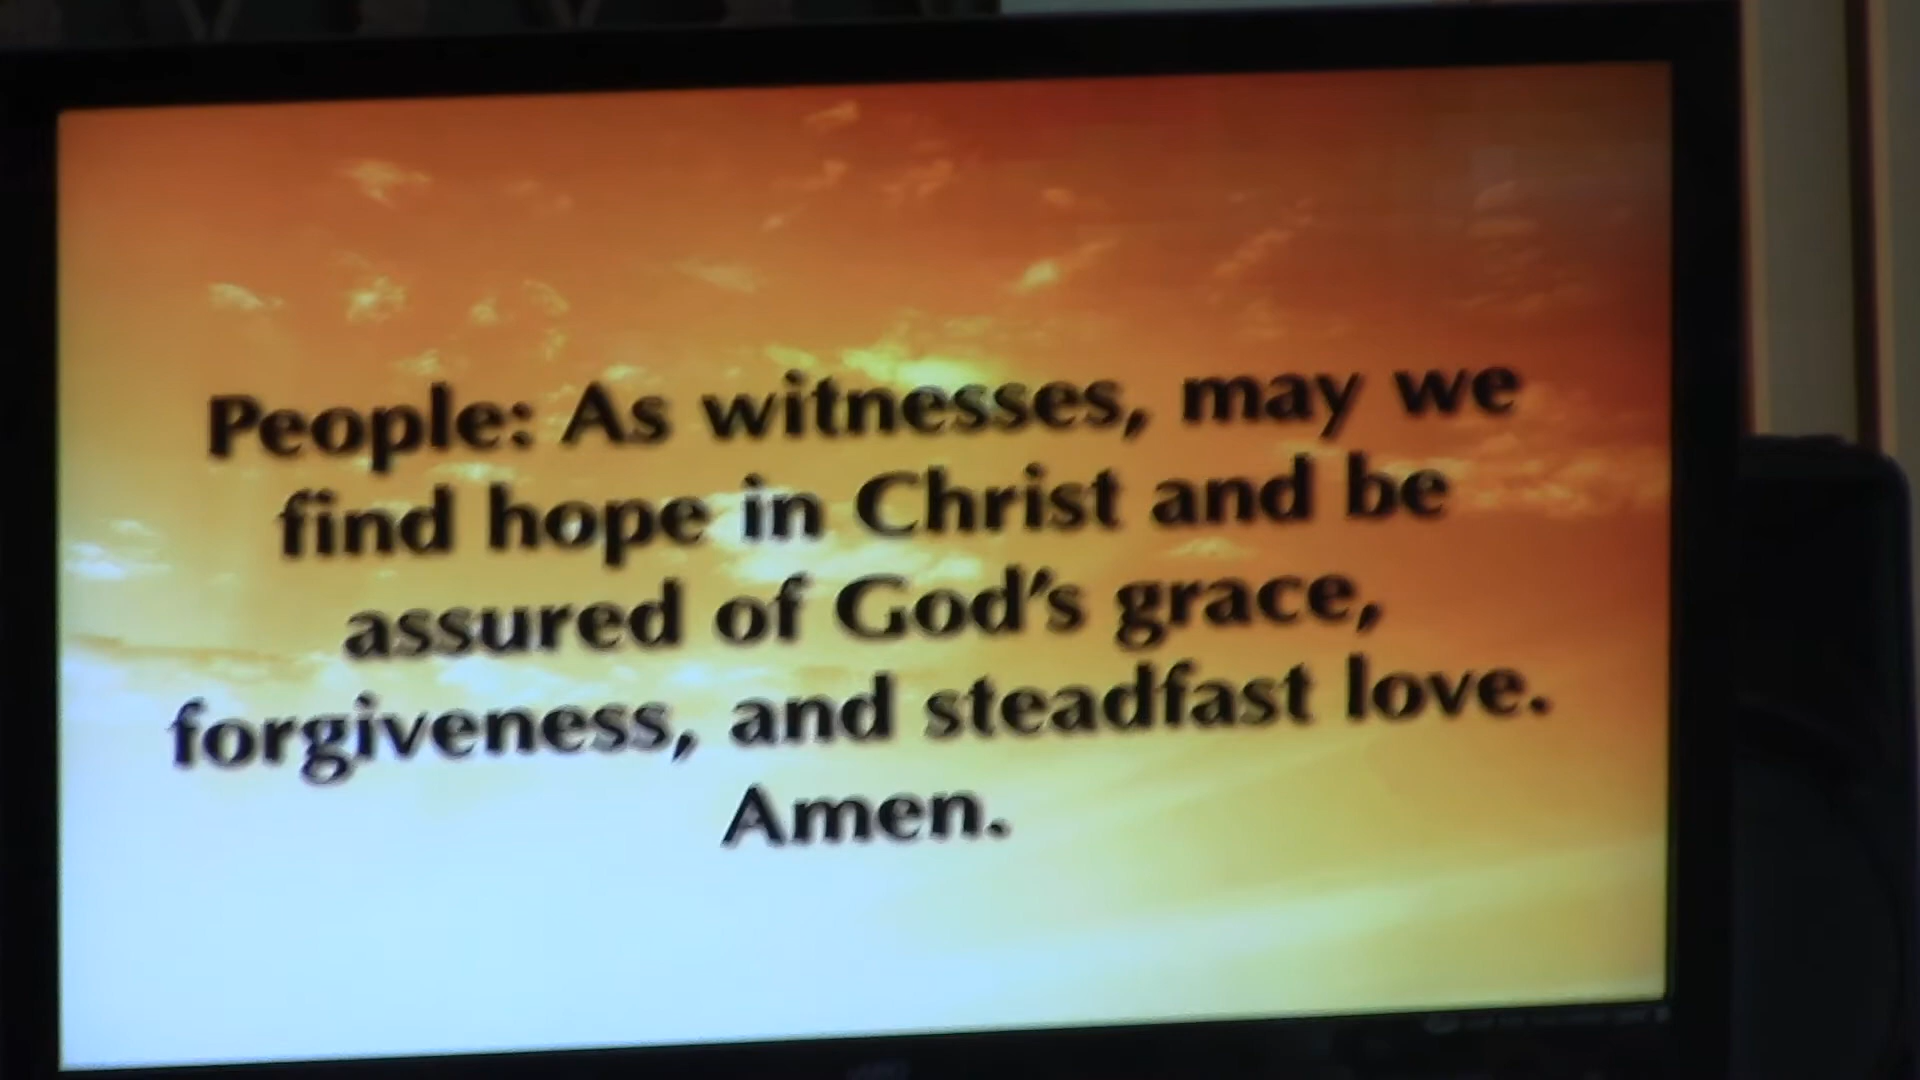 People: As witnesses, may we
find hope in Christ and be
assured of God's grace,
forgiveness, and steadfast love.
Amen.